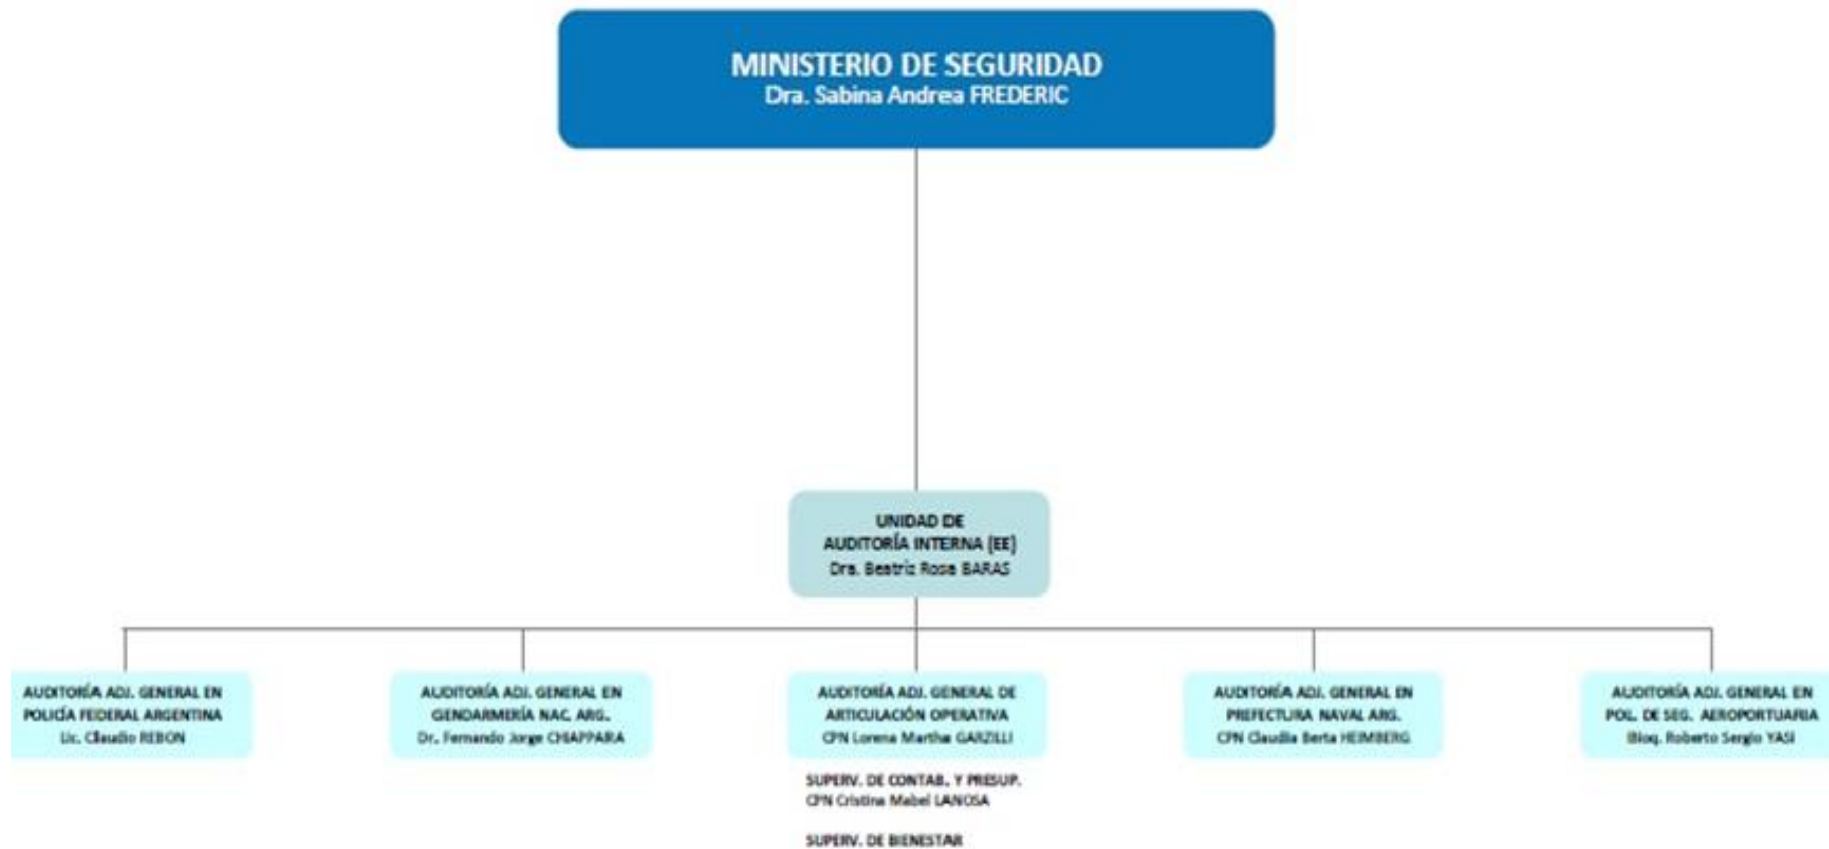 MINISTERIO DE SEGURIDAD
Dra. Sabina Andrea FREDERIC
UNIDAD DE
AUDITORÍA INTERNA (EE)
Dra. Beatriz Rosa BARAS
AUDITORÍA ADJ. GENERAL EN
POLICÍA FEDERAL ARGENTINA
Lic. Claudio REBON
AUDITORÍA ADJ. GENERAL EN
GENDARMERÍA NAC. ARG.
Dr. Fernando Jorge CHIAPPARA
AUDITORÍA ADJ. GENERAL DE
ARTICULACIÓN OPERATIVA
CPN Lorena Martha GARZILLI
AUDITORÍA ADJ. GENERAL EN
PREFECTURA NAVAL ARG.
CPN Claudia Berta HEIMBERG
AUDITORÍA ADJ. GENERAL EN
POL. DE SEG. AEROPORTUARIA
Bioq. Roberto Sergio YASI
SUPERV. DE CONTAB. Y PRESUP.
CPN Cristina Mabel LANOSA
SUPERV. DE BIENESTAR